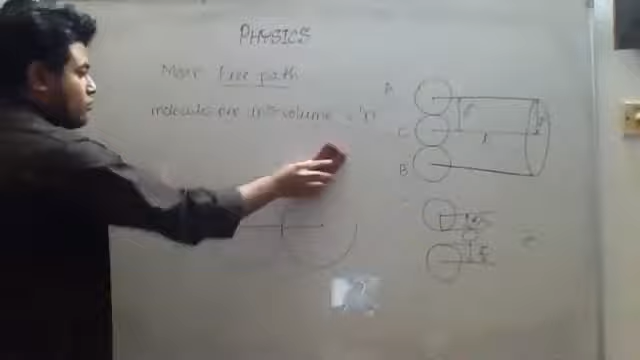 PHYSICS
Mean free path
molecules per unit volume = 'n'
A
C
B